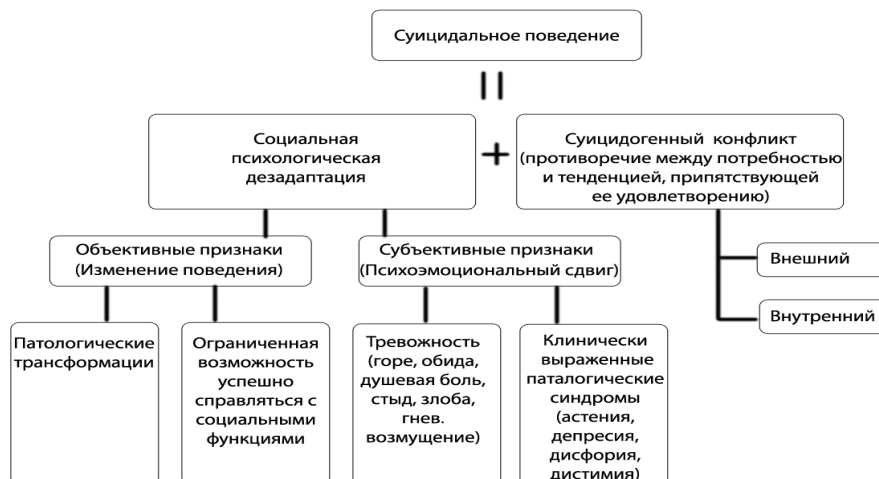 Суицидальное поведение
Социальная
психологическая
дезадаптация
Суицидогенный конфликт
(противоречие между потребностью
и тенденцией, припятствующей
ее удовлетворению)
Объективные признаки
(Изменение поведения)
Субъективные признаки
(Психоэмоциональный сдвиг)
Внешний
Внутренний
Патологические
трансформации
Ограниченная
возможность
успешно
справляться с
социальными
функциями
Тревожность
(горе, обида,
душевая боль,
стыд, злоба,
гнев.
возмущение)
Клинически
выраженные
паталогические
синдромы
(астения,
депресия,
дисфория,
дистимия)